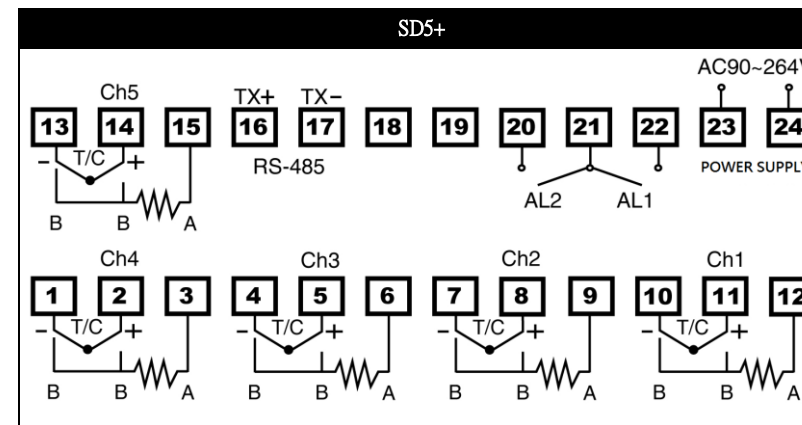 SD5+
AC90~264V
Ch5
TX+ TX−
13 14 15 16 17 18 19 20 21 22 23 24
− T/C +
RS-485
POWER SUPPLY
AL2 AL1
B B A
Ch4 Ch3 Ch2 Ch1
1 2 3 4 5 6 7 8 9 10 11 12
− T/C + − T/C + − T/C + − T/C +
B B A B B A B B A B B A